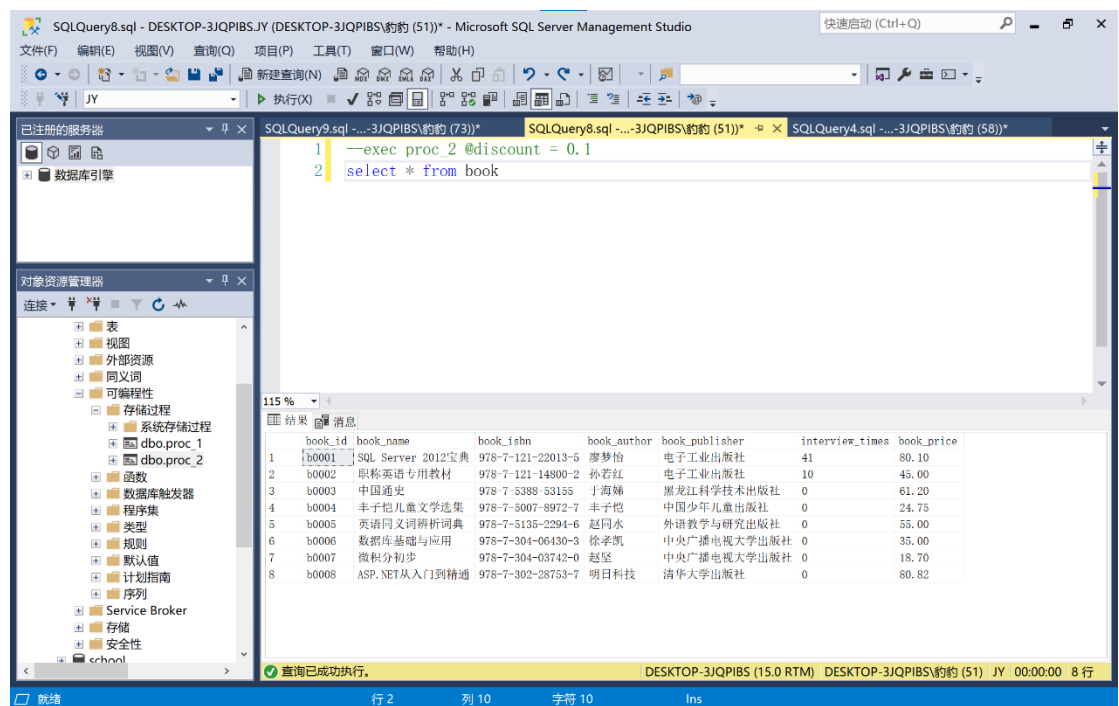 SQLQuery8.sql - DESKTOP-3JQPIBS.JY (DESKTOP-3JQPIBS\豹豹 (51))* - Microsoft SQL Server Management Studio
快速启动 (Ctrl+Q)
文件(F) 编辑(E) 视图(V) 查询(Q) 项目(P) 工具(T) 窗口(W) 帮助(H)
新建查询(N) MDX DMX XMLA DAX
JY 执行(X)
已注册的服务器
SQLQuery9.sql -...-3JQPIBS\豹豹 (73))* SQLQuery8.sql -...-3JQPIBS\豹豹 (51))* SQLQuery4.sql -...-3JQPIBS\豹豹 (58))*
数据库引擎
1 --exec proc_2 @discount = 0.1
2 select * from book
对象资源管理器
连接
表
视图
外部资源
同义词
可编程性
存储过程
系统存储过程
dbo.proc_1
dbo.proc_2
函数
数据库触发器
程序集
类型
规则
默认值
计划指南
序列
Service Broker
存储
安全性
school
115 %
结果 消息
book_id book_name book_isbn book_author book_publisher interview_times book_price
1 b0001 SQL Server 2012宝典 978-7-121-22013-5 廖梦怡 电子工业出版社 41 80.10
2 b0002 职称英语专用教材 978-7-121-14800-2 孙若红 电子工业出版社 10 45.00
3 b0003 中国通史 978-7-5388-53155 于海娣 黑龙江科学技术出版社 0 61.20
4 b0004 丰子恺儿童文学选集 978-7-5007-8972-7 丰子恺 中国少年儿童出版社 0 24.75
5 b0005 英语同义词辨析词典 978-7-5135-2294-6 赵同水 外语教学与研究出版社 0 55.00
6 b0006 数据库基础与应用 978-7-304-06430-3 徐孝凯 中央广播电视大学出版社 0 35.00
7 b0007 微积分初步 978-7-304-03742-0 赵坚 中央广播电视大学出版社 0 18.70
8 b0008 ASP.NET从入门到精通 978-7-302-28753-7 明日科技 清华大学出版社 0 80.82
查询已成功执行。 DESKTOP-3JQPIBS (15.0 RTM) DESKTOP-3JQPIBS\豹豹 (51) JY 00:00:00 8 行
就绪 行 2 列 10 字符 10 Ins